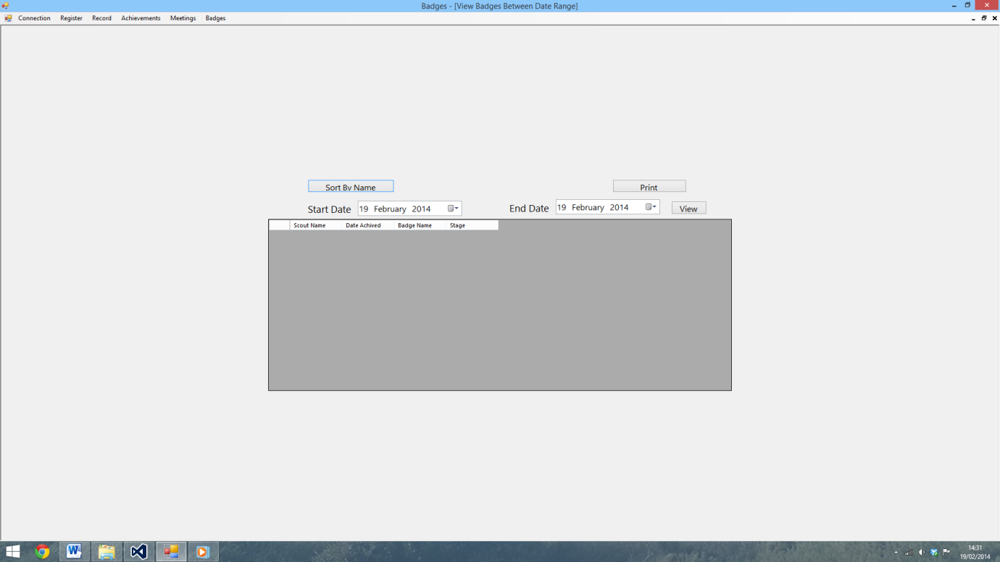 Badges - [View Badges Between Date Range]
Connection Register Record Achievements Meetings Badges
Sort By Name Print
Start Date 19 February 2014 End Date 19 February 2014 View
Scout Name Date Achived Badge Name Stage
14:31
19/02/2014